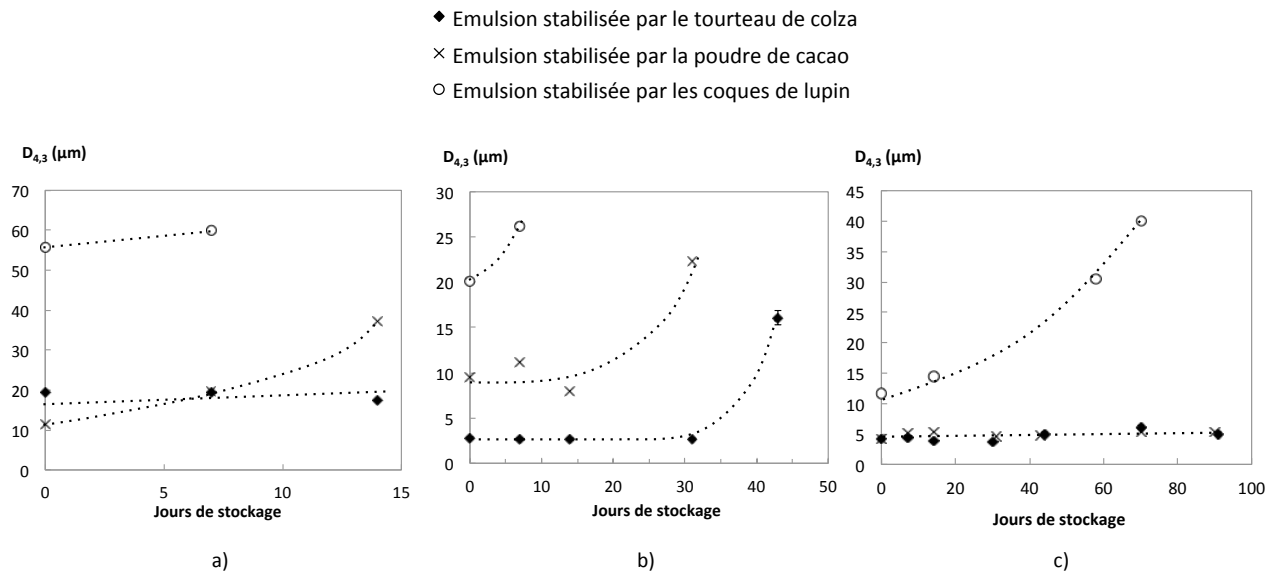 Emulsion stabilisée par le tourteau de colza
Emulsion stabilisée par la poudre de cacao
Emulsion stabilisée par les coques de lupin
D4,3 (µm)
70
60
50
40
30
20
10
0
0 5 10 15
Jours de stockage
a)
D4,3 (µm)
30
25
20
15
10
5
0
0 10 20 30 40 50
Jours de stockage
b)
D4,3 (µm)
45
40
35
30
25
20
15
10
5
0
0 20 40 60 80 100
Jours de stockage
c)